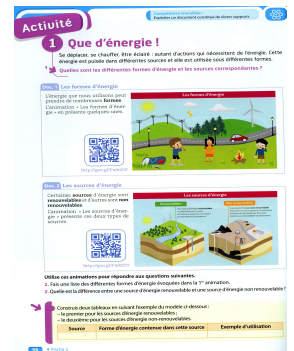 Exploiter un document constitué de divers supports
Activité
1 Que d'énergie !
Se déplacer, se chauffer, être éclairé : autant d'actions qui nécessitent de l'énergie. Cette
énergie est puisée dans différentes sources et elle est utilisée sous différentes formes.
Quelles sont les différentes formes d'énergie et les sources correspondantes ?
Doc. 1 Les formes d'énergie
L'énergie que nous utilisons peut
prendre de nombreuses formes.
L'animation « Les formes d'éner-
gie » en présente quelques-unes.
Les formes d'énergie
Doc. 2 Les sources d'énergie
Certaines sources d'énergie sont
renouvelables et d'autres sont non
renouvelables.
L'animation « Les sources d'éner-
gie » présente ces deux types de
sources.
Les sources d'énergie
Utilise ces animations pour répondre aux questions suivantes.
1. Fais une liste des différentes formes d'énergie évoquées dans la 1re animation.
2. Quelle est la différence entre une source d'énergie renouvelable et une source d'énergie non renouvelable ?
Construis deux tableaux en suivant l'exemple du modèle ci-dessous :
– le premier pour les sources d'énergie renouvelables ;
– le deuxième pour les sources d'énergie non-renouvelables.
Source Forme d'énergie contenue dans cette source Exemple d'utilisation